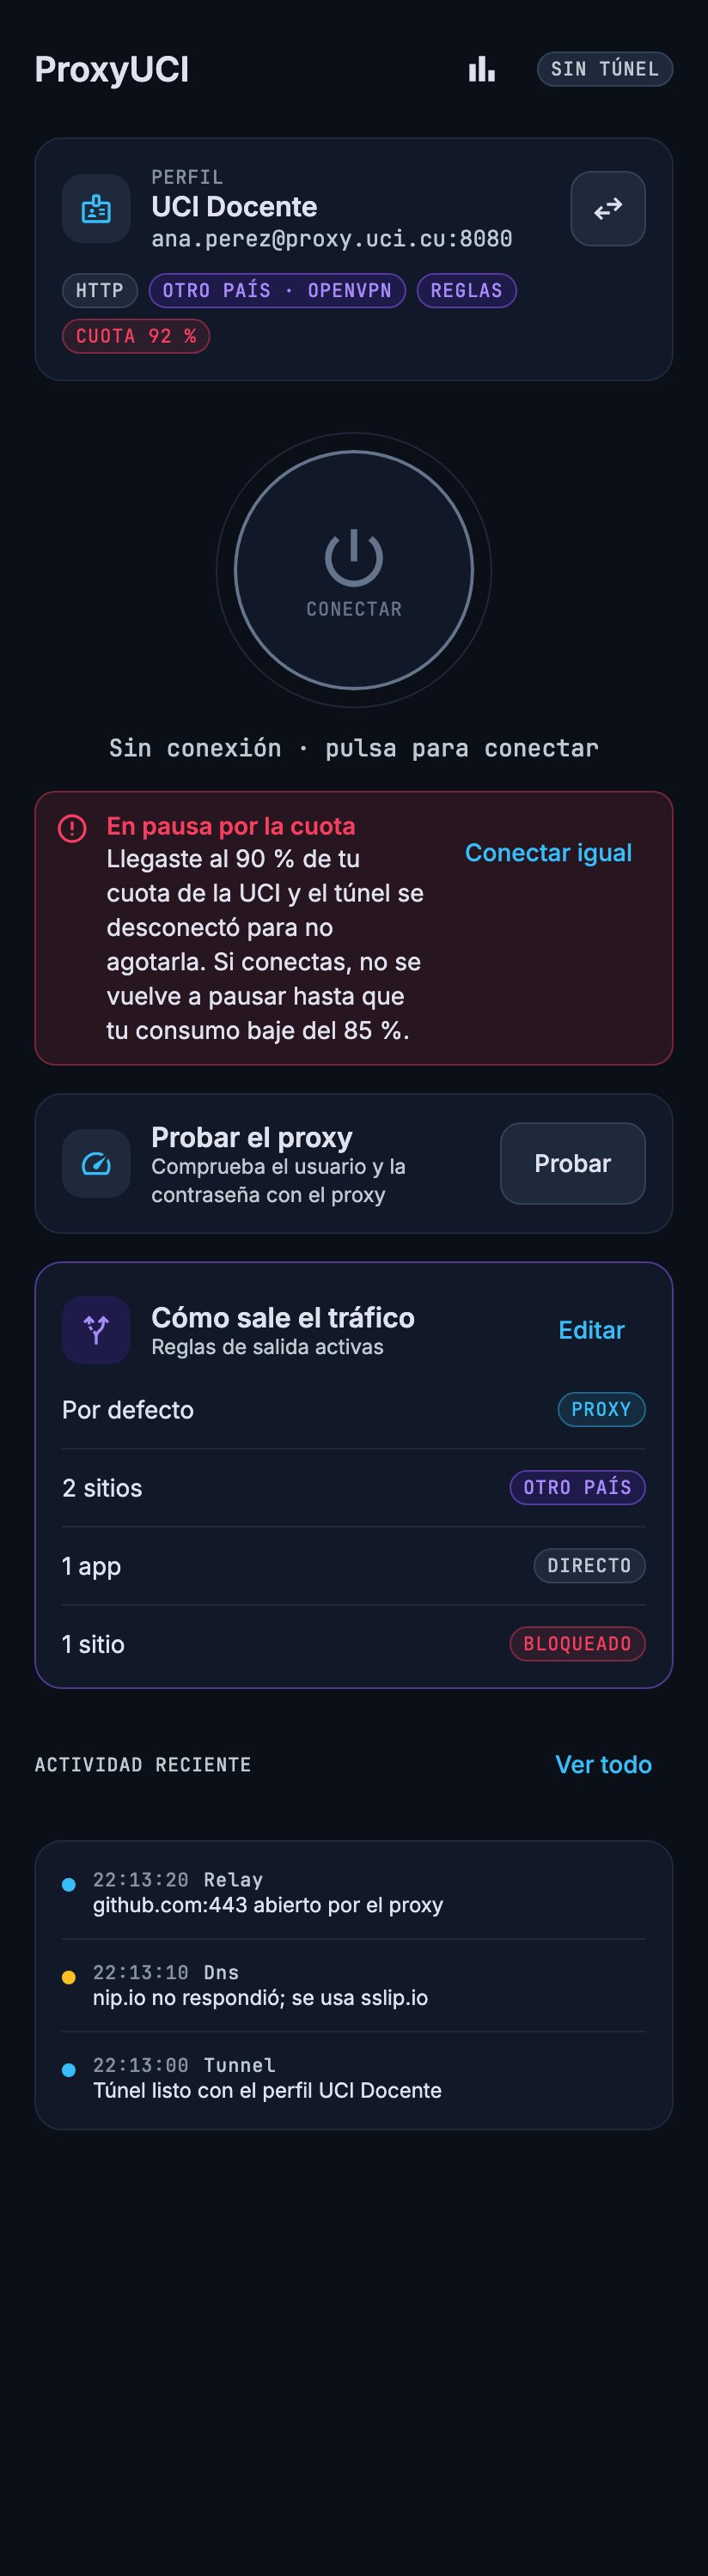 ProxyUCI
SIN TÚNEL
PERFIL
UCI Docente
ana.perez@proxy.uci.cu:8080
HTTP
OTRO PAÍS · OPENVPN
REGLAS
CUOTA 92 %
CONECTAR
Sin conexión · pulsa para conectar
En pausa por la cuota
Llegaste al 90 % de tu
cuota de la UCI y el túnel se
desconectó para no
agotarla. Si conectas, no se
vuelve a pausar hasta que
tu consumo baje del 85 %.
Conectar igual
Probar el proxy
Comprueba el usuario y la
contraseña con el proxy
Probar
Cómo sale el tráfico
Reglas de salida activas
Editar
Por defecto
PROXY
2 sitios
OTRO PAÍS
1 app
DIRECTO
1 sitio
BLOQUEADO
ACTIVIDAD RECIENTE
Ver todo
22:13:20 Relay
github.com:443 abierto por el proxy
22:13:10 Dns
nip.io no respondió; se usa sslip.io
22:13:00 Tunnel
Túnel listo con el perfil UCI Docente